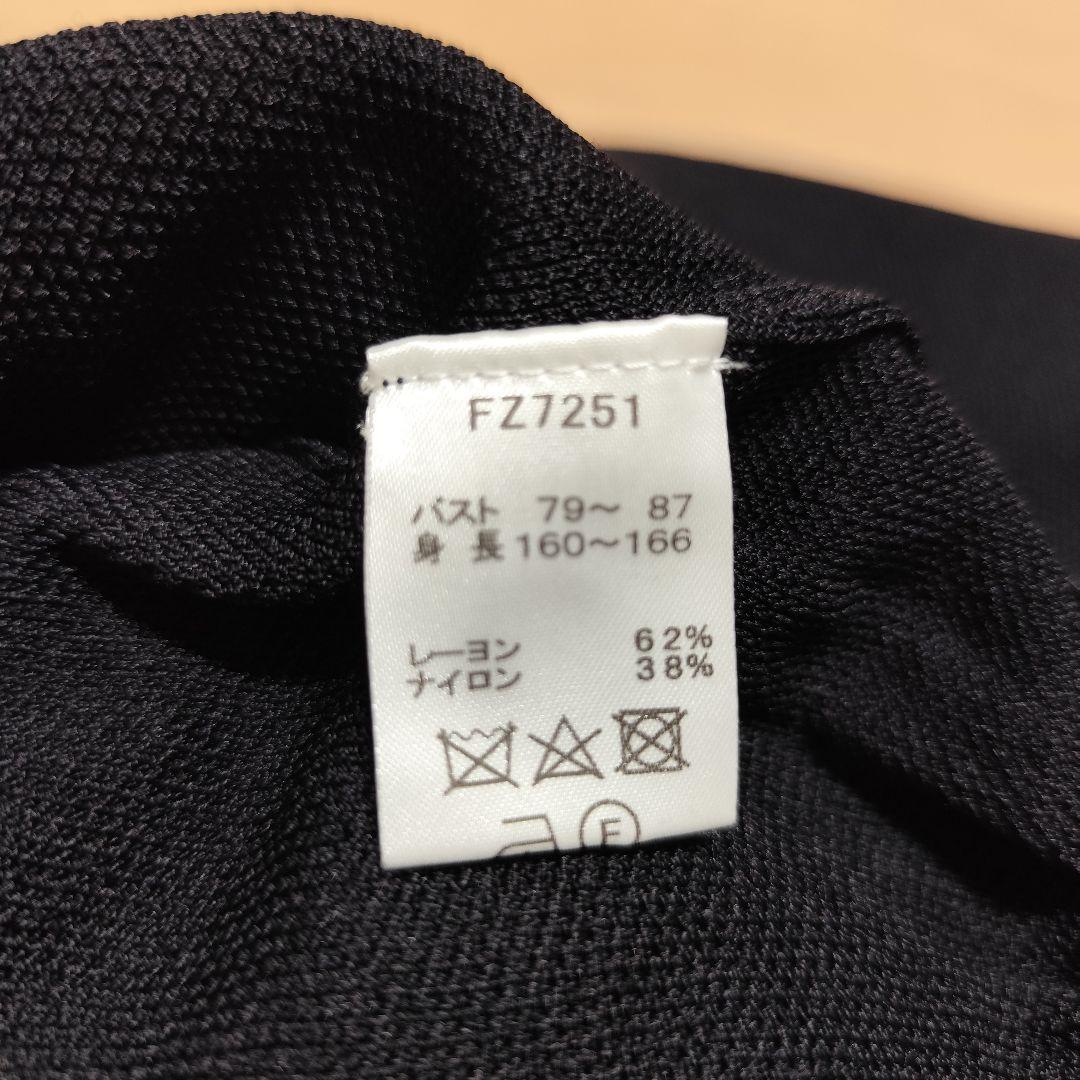 FZ7251
バスト 79〜 87
身 長 160〜166
レーヨン 62%
ナイロン 38%
F